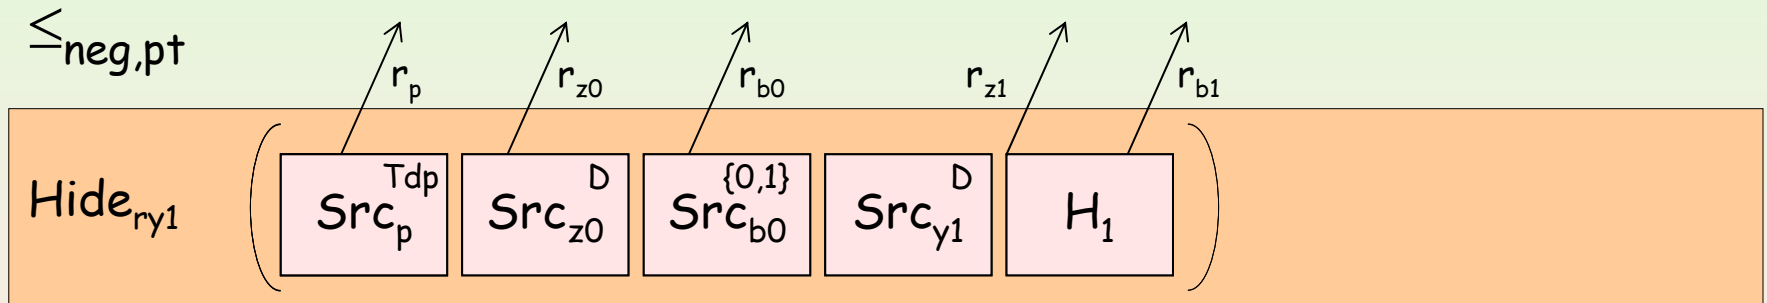 ≤neg,pt
rp rz0 rb0 rz1 rb1
Hidery1 ( Tdp Srcp D Srcz0 {0,1} Srcb0 D Srcy1 H1 )